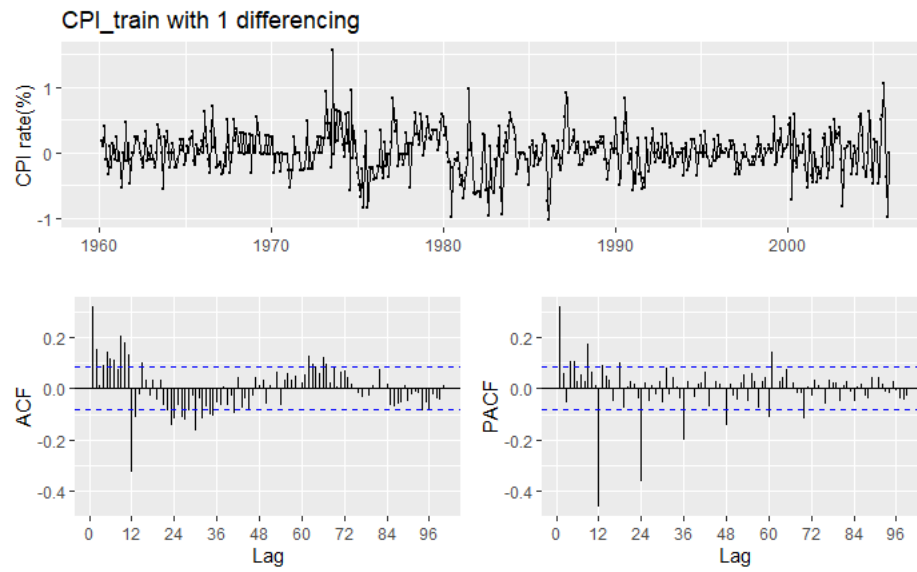 CPI_train with 1 differencing
CPI rate(%)
1
0
-1
1960 1970 1980 1990 2000
ACF
0.2
0.0
-0.2
-0.4
0 12 24 36 48 60 72 84 96
Lag
PACF
0.2
0.0
-0.2
-0.4
0 12 24 36 48 60 72 84 96
Lag